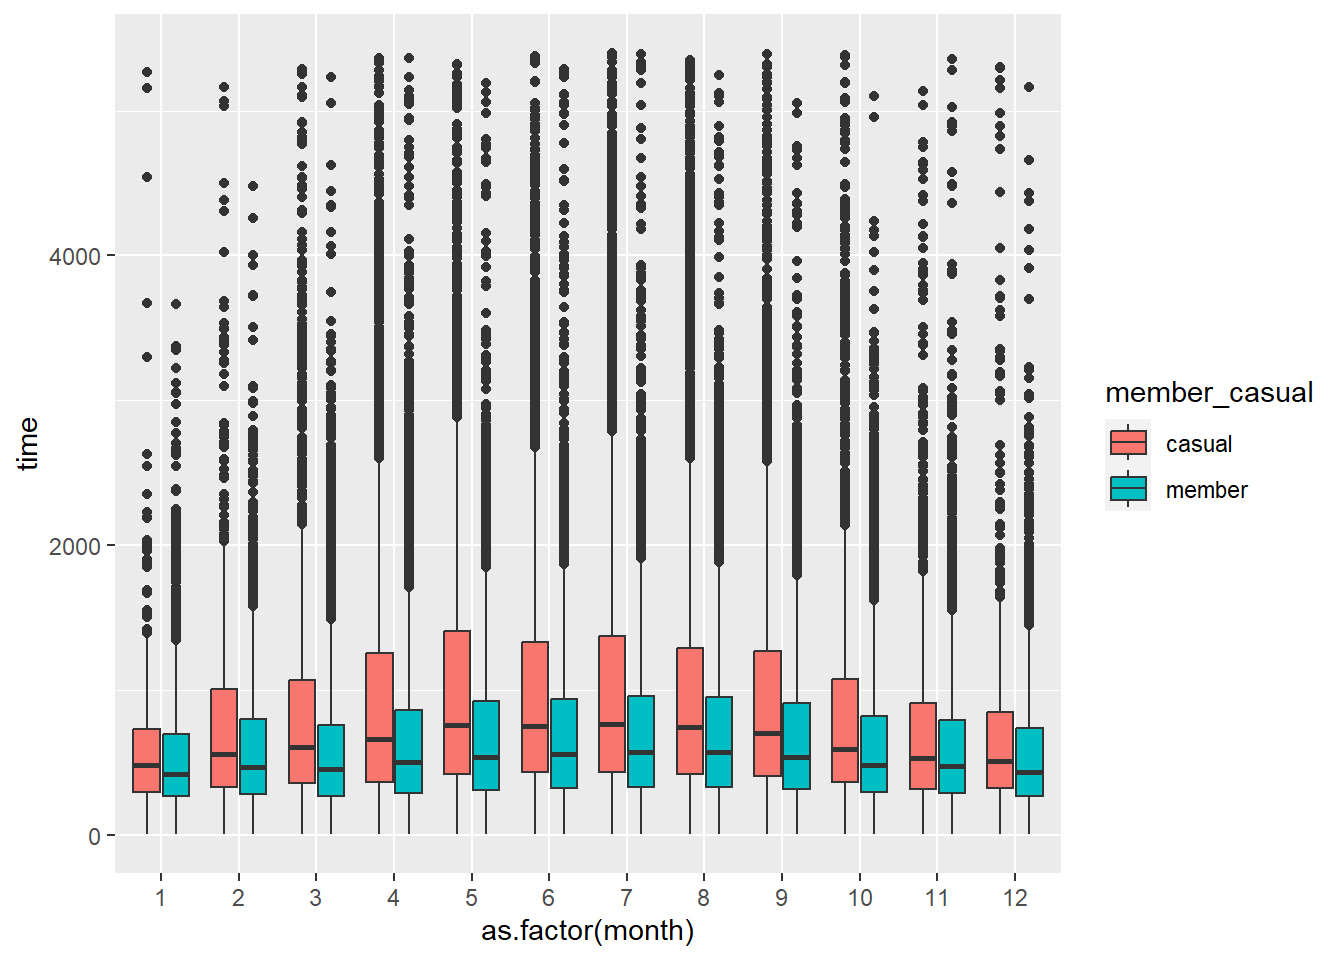 4000
2000
0
time
1 2 3 4 5 6 7 8 9 10 11 12
as.factor(month)
member_casual
casual
member